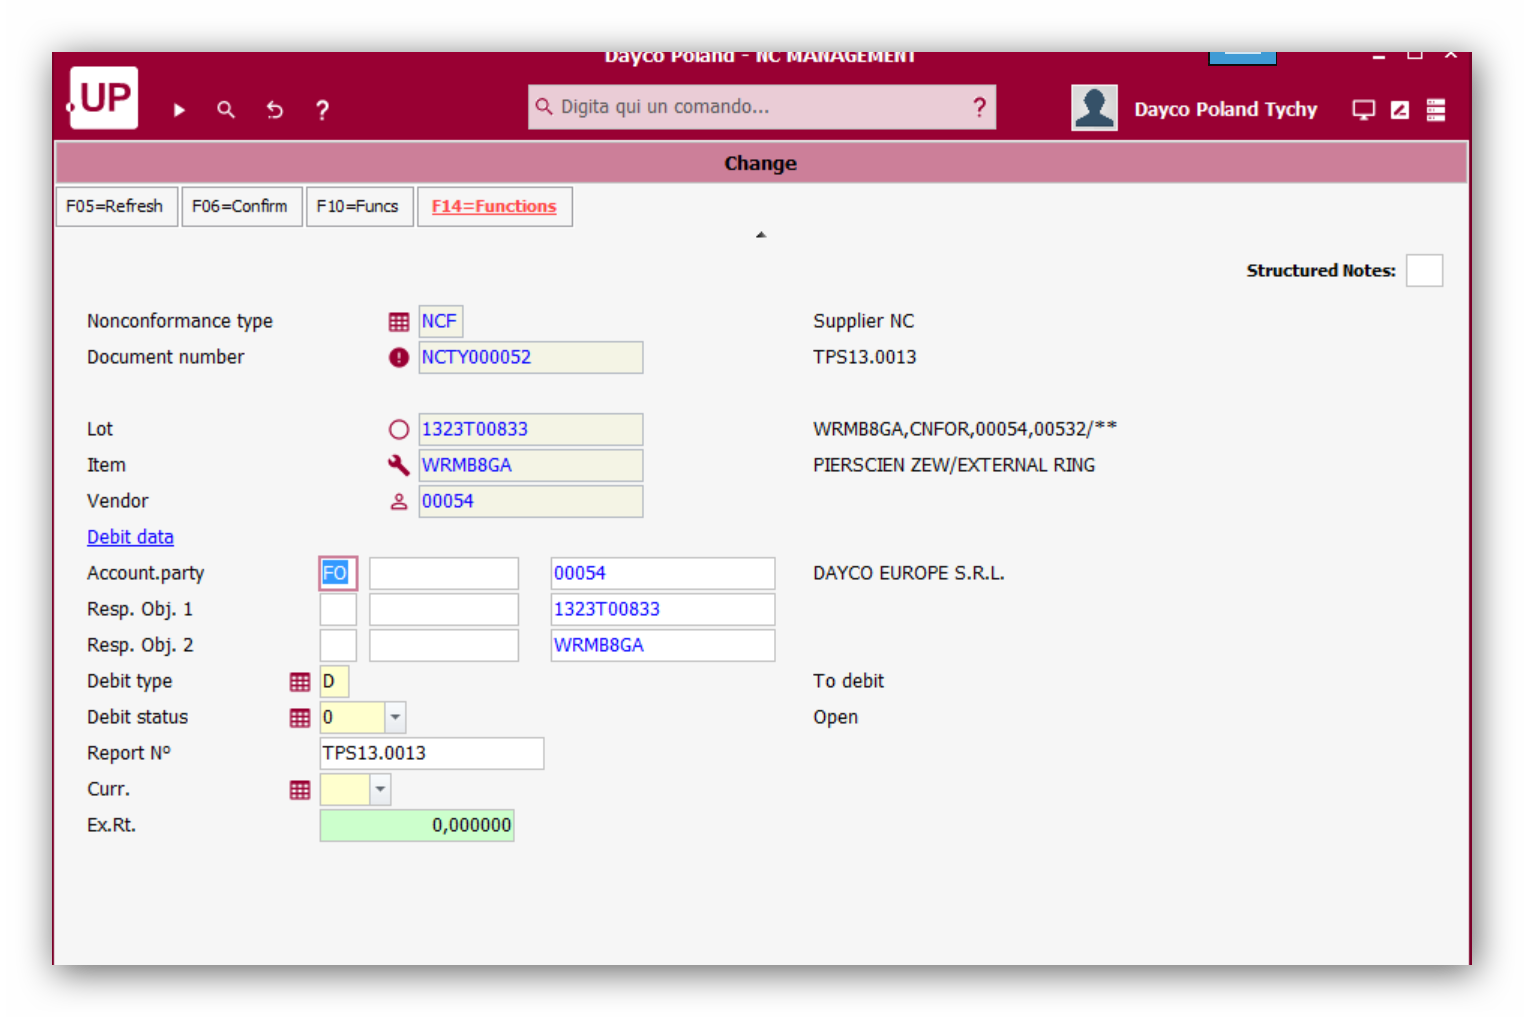 Dayco Poland - NC MANAGEMENT
.UP
?
Digita qui un comando...
?
Dayco Poland Tychy
Change
F05=Refresh F06=Confirm F10=Funcs F14=Functions
Structured Notes:
Nonconformance type NCF Supplier NC
Document number NCTY000052 TPS13.0013
Lot 1323T00833 WRMB8GA,CNFOR,00054,00532/**
Item WRMB8GA PIERSCIEN ZEW/EXTERNAL RING
Vendor 00054
Debit data
Account.party FO 00054 DAYCO EUROPE S.R.L.
Resp. Obj. 1 1323T00833
Resp. Obj. 2 WRMB8GA
Debit type D To debit
Debit status 0 Open
Report Nº TPS13.0013
Curr.
Ex.Rt. 0,000000